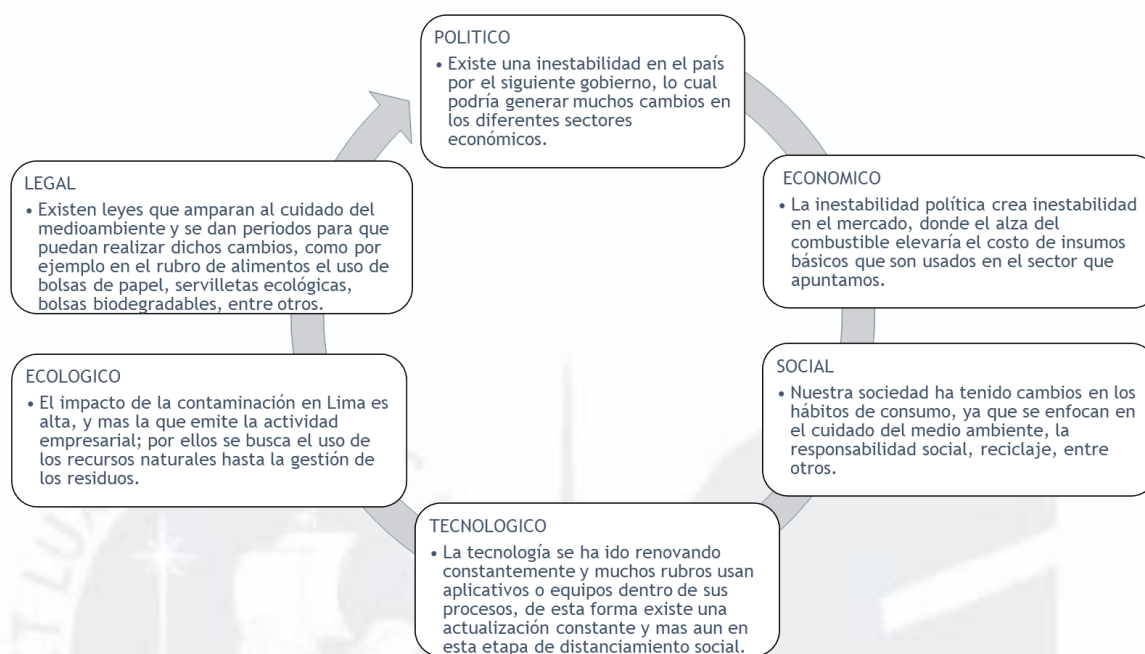 POLITICO
• Existe una inestabilidad en el país
por el siguiente gobierno, lo cual
podría generar muchos cambios en
los diferentes sectores
económicos.
ECONOMICO
• La inestabilidad política crea inestabilidad
en el mercado, donde el alza del
combustible elevaría el costo de insumos
básicos que son usados en el sector que
apuntamos.
SOCIAL
• Nuestra sociedad ha tenido cambios en los
hábitos de consumo, ya que se enfocan en
el cuidado del medio ambiente, la
responsabilidad social, reciclaje, entre
otros.
TECNOLOGICO
• La tecnología se ha ido renovando
constantemente y muchos rubros usan
aplicativos o equipos dentro de sus
procesos, de esta forma existe una
actualización constante y mas aun en
esta etapa de distanciamiento social.
ECOLOGICO
• El impacto de la contaminación en Lima es
alta, y mas la que emite la actividad
empresarial; por ellos se busca el uso de
los recursos naturales hasta la gestión de
los residuos.
LEGAL
• Existen leyes que amparan al cuidado del
medioambiente y se dan periodos para que
puedan realizar dichos cambios, como por
ejemplo en el rubro de alimentos el uso de
bolsas de papel, servilletas ecológicas,
bolsas biodegradables, entre otros.
ET LUX